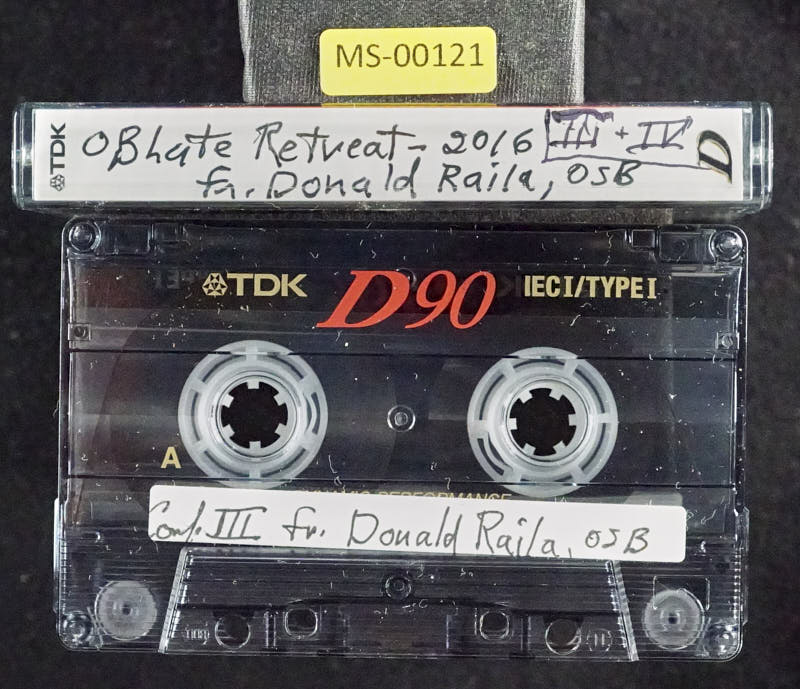 MS-00121
TDK OBLate Retreat - 2016 III + IV D
fr. Donald Raila, OSB
TDK D90 IECI/TYPE I
A
Conf. III fr. Donald Raila, OSB